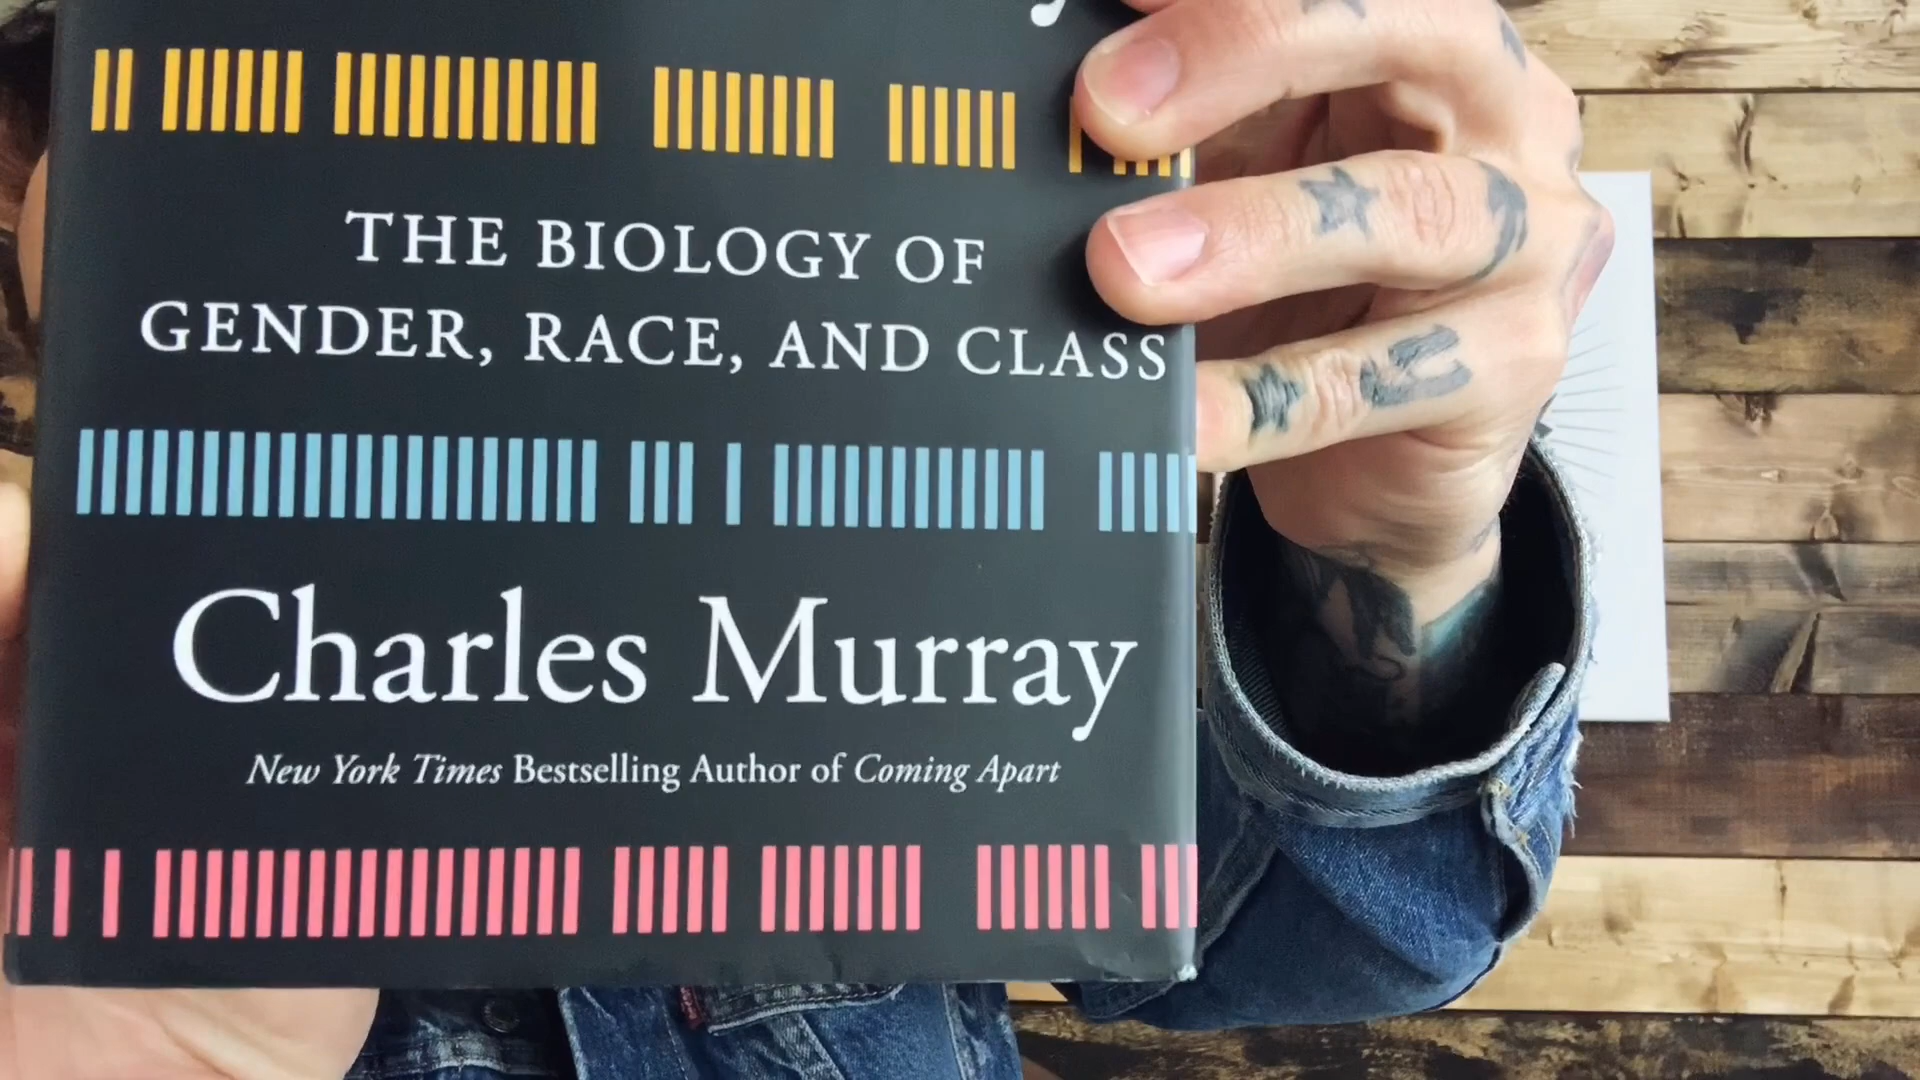 THE BIOLOGY OF
GENDER, RACE, AND CLASS
Charles Murray
New York Times Bestselling Author of Coming Apart